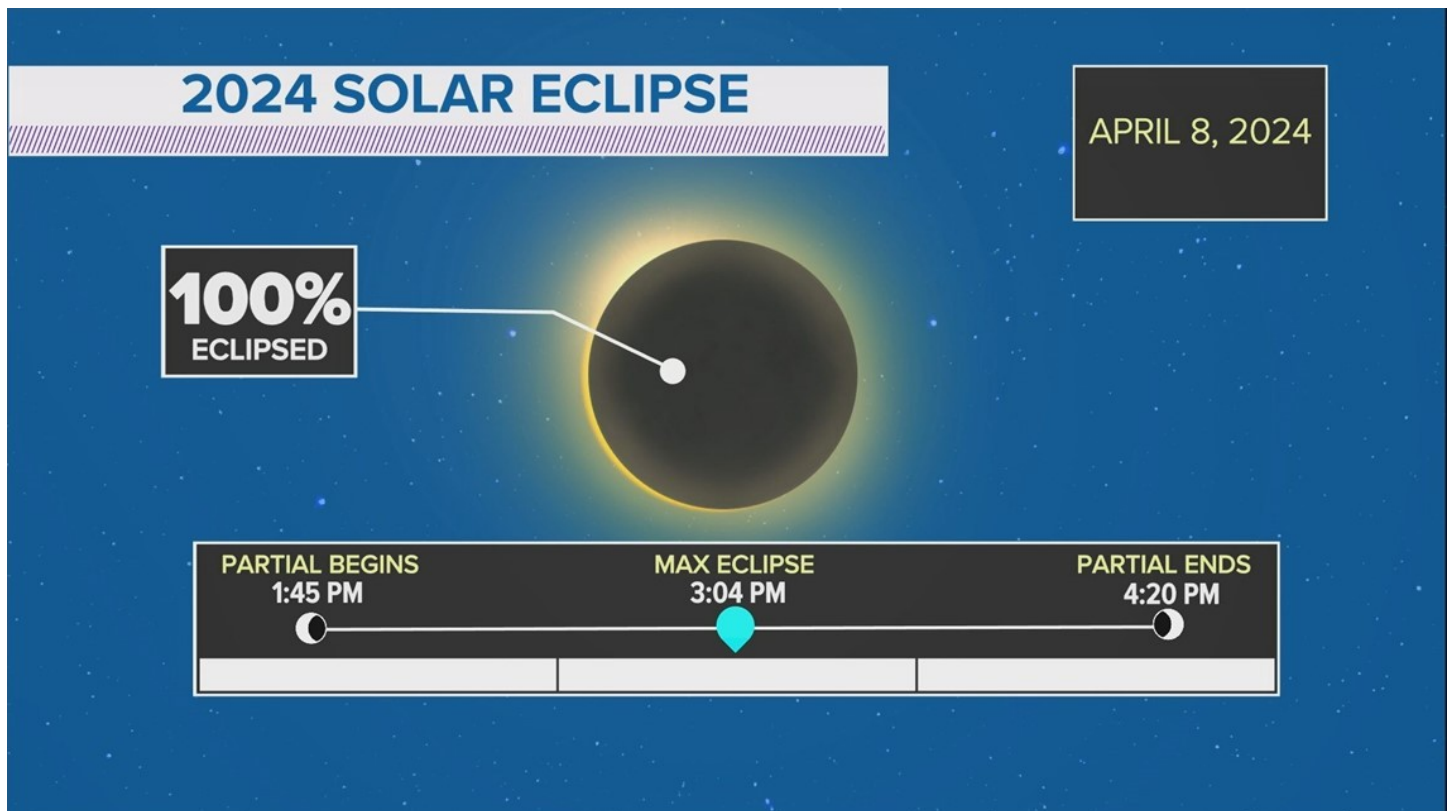 2024 SOLAR ECLIPSE
APRIL 8, 2024
100%
ECLIPSED
PARTIAL BEGINS
1:45 PM
MAX ECLIPSE
3:04 PM
PARTIAL ENDS
4:20 PM